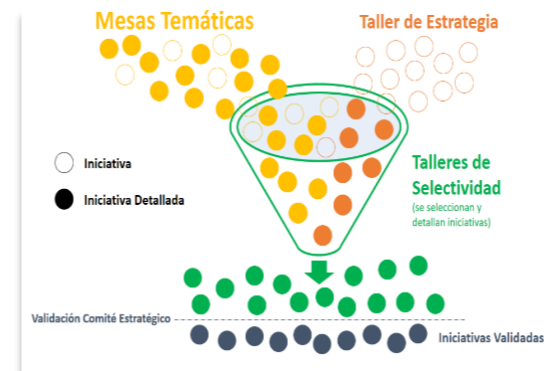 Mesas Temáticas
Taller de Estrategia
Iniciativa
Iniciativa Detallada
Talleres de
Selectividad
(se seleccionan y
detallan iniciativas)
Validación Comité Estratégico
Iniciativas Validadas